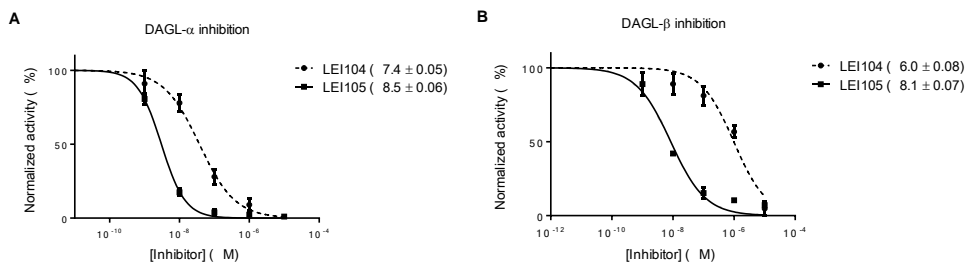 A
DAGL-α inhibition
Normalized activity ( %)
100
50
0
10^-10
10^-8
10^-6
10^-4
[Inhibitor] ( M)
LEI104 ( 7.4 ± 0.05)
LEI105 ( 8.5 ± 0.06)
B
DAGL-β inhibition
Normalized activity ( %)
100
50
0
10^-12
10^-10
10^-8
10^-6
10^-4
[Inhibitor] ( M)
LEI104 ( 6.0 ± 0.08)
LEI105 ( 8.1 ± 0.07)